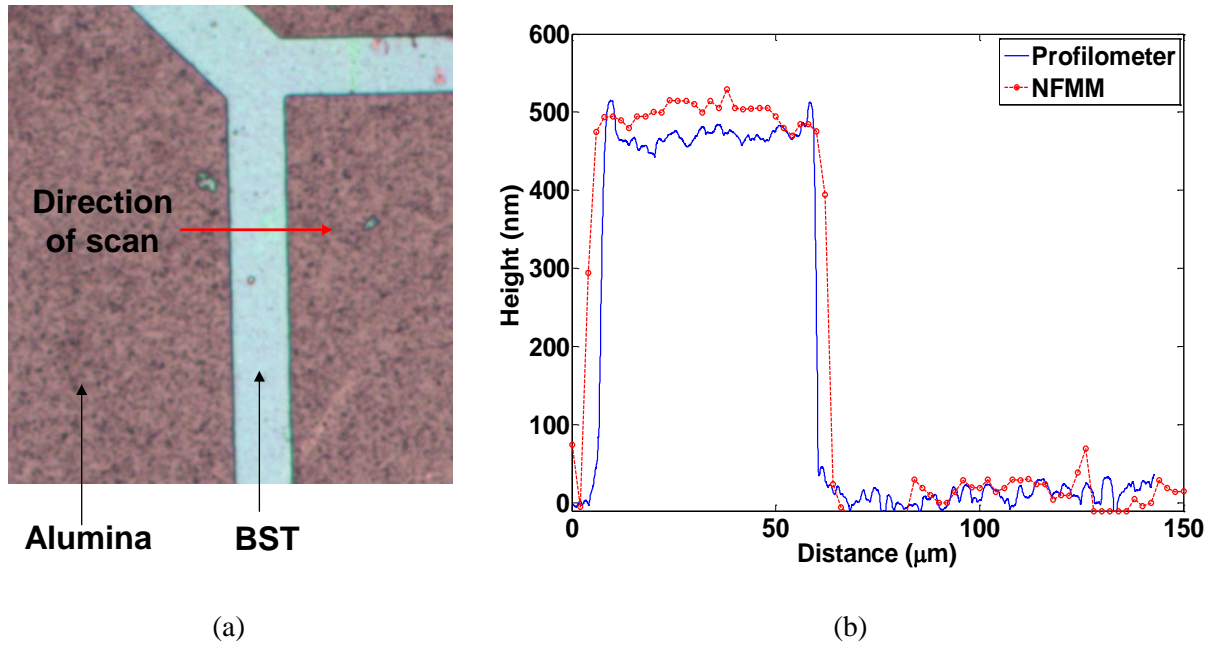 Direction
of scan
Alumina
BST
(a)
600
500
400
300
200
100
0
Height (nm)
0
50
100
150
Distance (μm)
Profilometer
NFMM
(b)